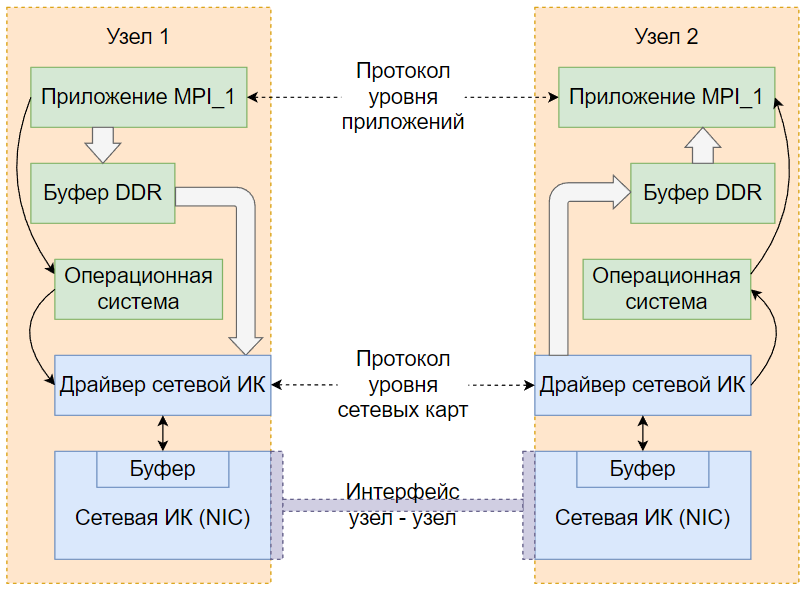 Узел 1
Узел 2
Приложение MPI_1
Протокол
уровня
приложений
Приложение MPI_1
Буфер DDR
Буфер DDR
Операционная
система
Операционная
система
Драйвер сетевой ИК
Протокол
уровня
сетевых карт
Драйвер сетевой ИК
Буфер
Сетевая ИК (NIC)
Интерфейс
узел - узел
Буфер
Сетевая ИК (NIC)